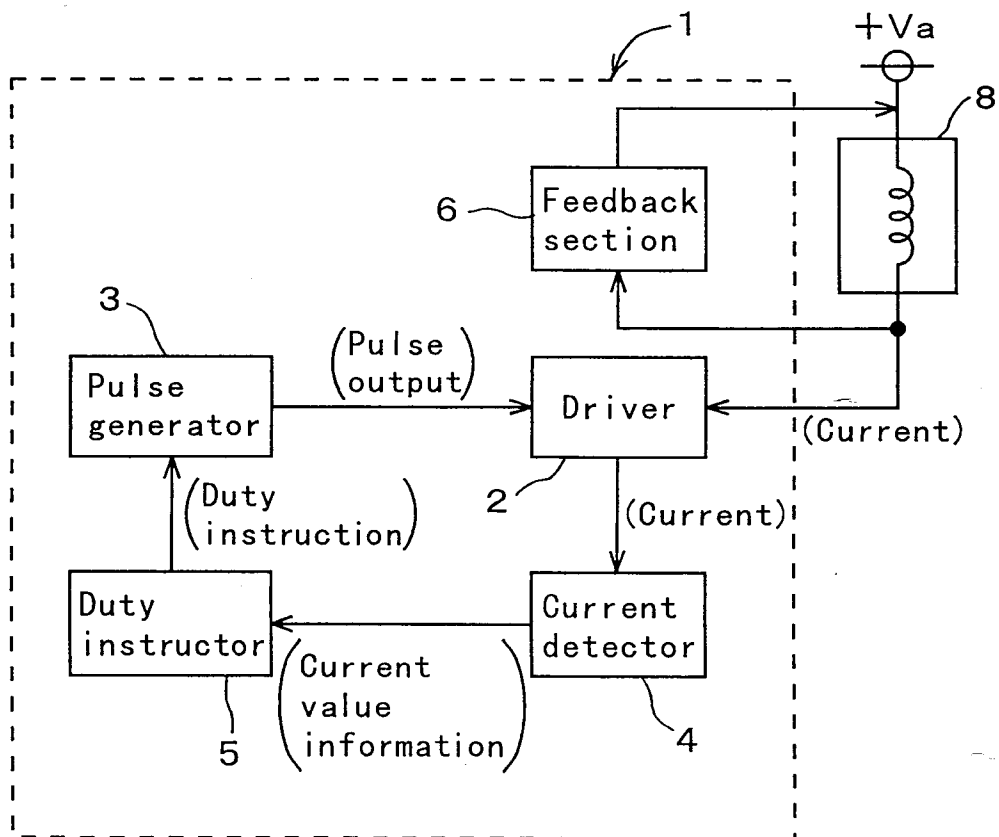 1
+Va
8
6
Feedback
section
3
(Pulse
output)
Pulse
generator
Driver
(Current)
2
(Duty
instruction)
(Current)
Duty
instructor
Current
detector
(Current
value
information)
5
4